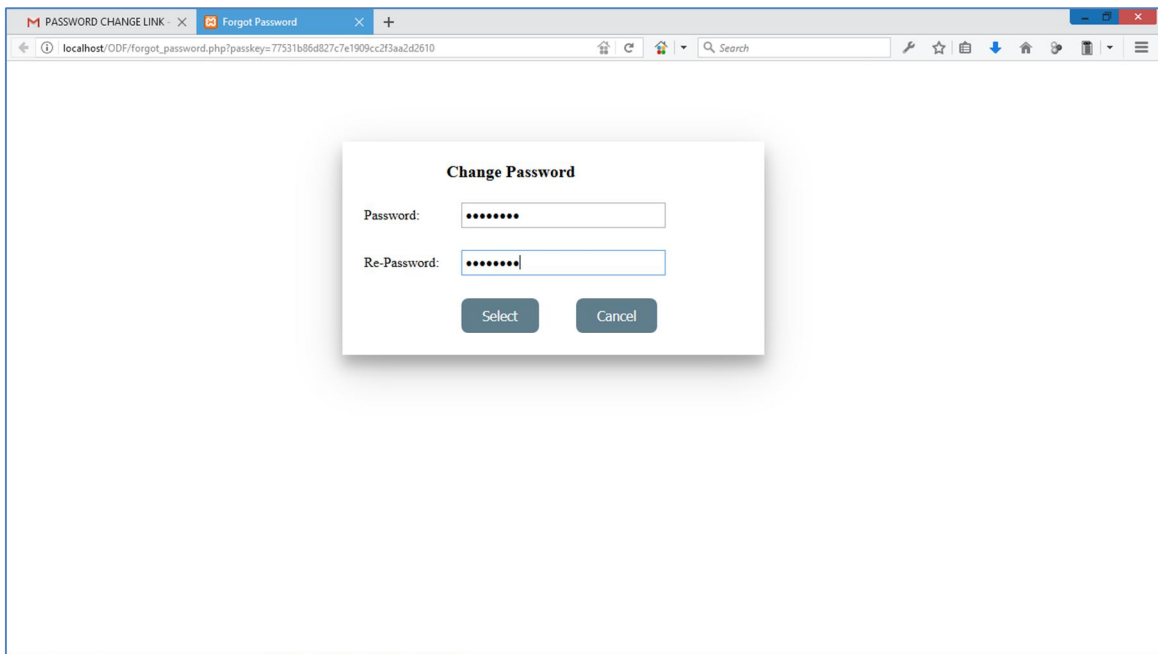 PASSWORD CHANGE LINK - Forgot Password
localhost/ODF/forgot_password.php?passkey=77531b86d827c7e1909cc2f3aa2d2610 Search
Change Password
Password: ••••••••
Re-Password: ••••••••
Select Cancel